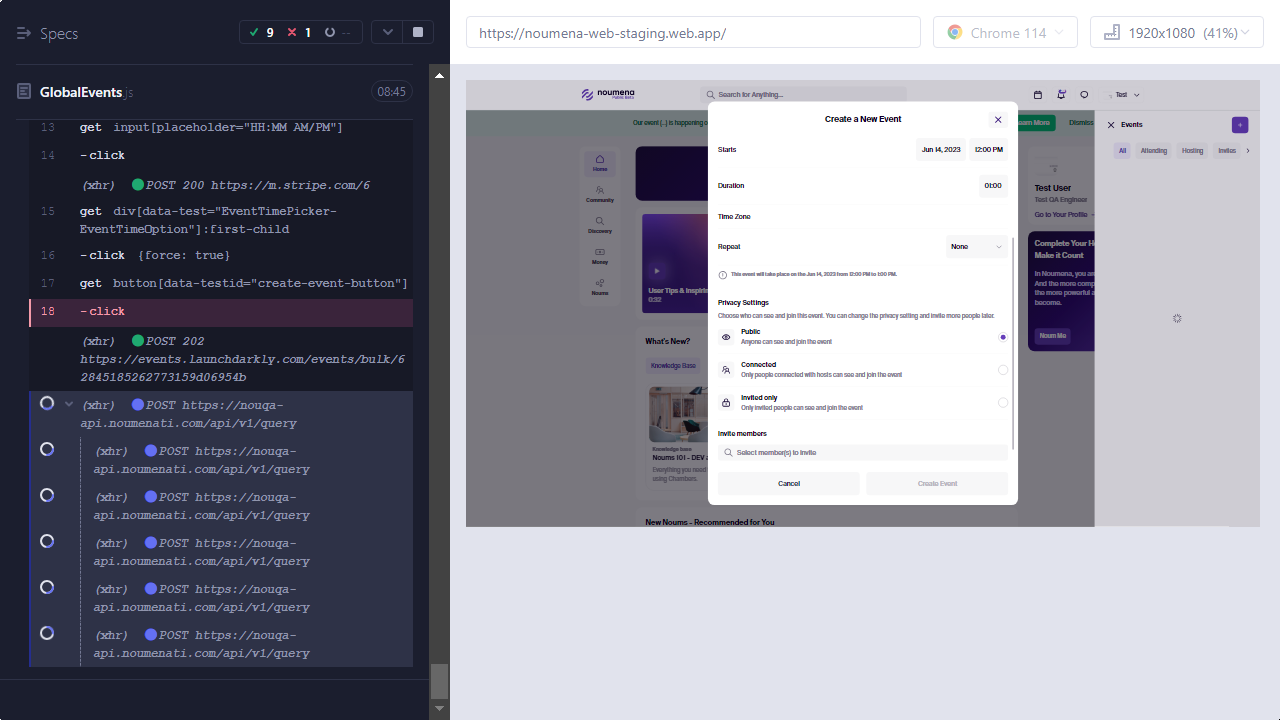 Specs
9
1
--
GlobalEvents.js
08:45
13 get input[placeholder="HH:MM AM/PM"]
14 -click
(xhr) POST 200 https://m.stripe.com/6
15 get div[data-test="EventTimePicker-
EventTimeOption"]:first-child
16 -click {force: true}
17 get button[data-testid="create-event-button"]
18 -click
(xhr) POST 202
https://events.launchdarkly.com/events/bulk/6
2845185262773159d06954b
(xhr) POST https://nouqa-
api.noumenati.com/api/v1/query
(xhr) POST https://nouqa-
api.noumenati.com/api/v1/query
(xhr) POST https://nouqa-
api.noumenati.com/api/v1/query
(xhr) POST https://nouqa-
api.noumenati.com/api/v1/query
(xhr) POST https://nouqa-
api.noumenati.com/api/v1/query
(xhr) POST https://nouqa-
api.noumenati.com/api/v1/query
https://noumena-web-staging.web.app/
Chrome 114
1920x1080 (41%)
noumena
Search for Anything...
Test
Our event [...] is happening o
Learn More
Dismiss
Home
Community
Discovery
Money
Noums
User Tips & Inspirin
0:32
What's New?
Knowledge Base
Knowledge base
Noums 101 - DEV a
Everything you need
using Chambers.
New Noums - Recommended for You
Create a New Event
Starts
Jun 14, 2023
12:00 PM
Duration
01:00
Time Zone
Repeat
None
This event will take place on the Jun 14, 2023 from 12:00 PM to 1:00 PM.
Privacy Settings
Choose who can see and join this event. You can change the privacy setting and invite more people later.
Public
Anyone can see and join the event
Connected
Only people connected with hosts can see and join the event
Invited only
Only invited people can see and join the event
Invite members
Select member(s) to invite
Cancel
Create Event
Test User
Test QA Engineer
Go to Your Profile
Complete Your H
Make it Count
In Noumena, you a
And the more comp
the more powerful a
become.
Noum Me
Events
+
All
Attending
Hosting
Invites